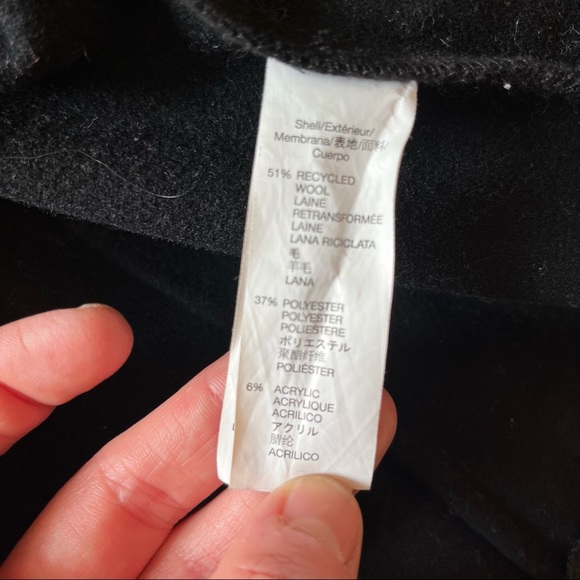 Shell/Extérieur/
Membrana/表地/面料/
Cuerpo
51% RECYCLED
WOOL
LAINE
RETRANSFORMÉE
LAINE
LANA RICICLATA
毛
羊毛
LANA
37% POLYESTER
POLYESTER
POLIESTERE
ポリエステル
聚酯纤维
POLIÉSTER
6% ACRYLIC
ACRYLIQUE
ACRILICO
アクリル
腈纶
ACRILICO